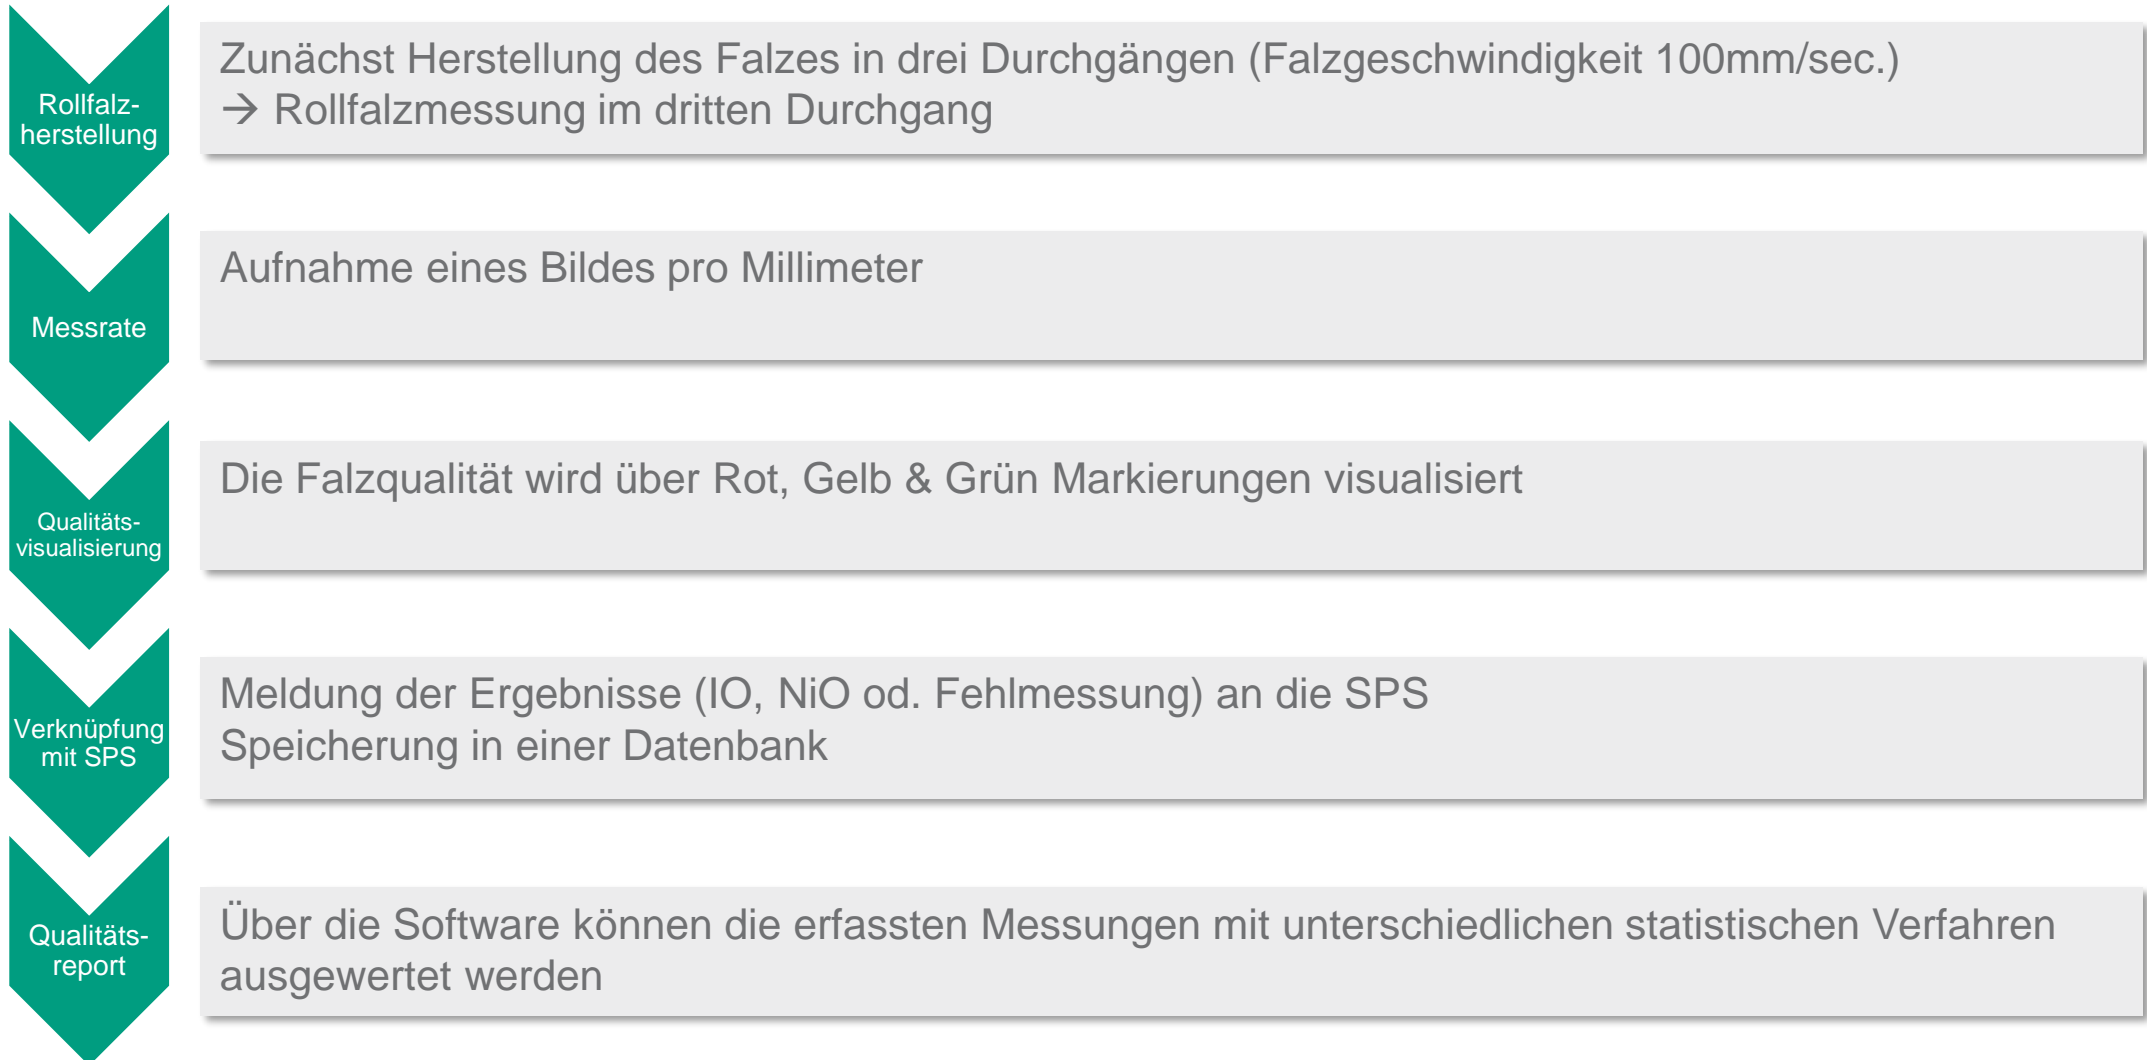 Rollfalz-
herstellung
Zunächst Herstellung des Falzes in drei Durchgängen (Falzgeschwindigkeit 100mm/sec.)
→ Rollfalzmessung im dritten Durchgang
Messrate
Aufnahme eines Bildes pro Millimeter
Qualitäts-
visualisierung
Die Falzqualität wird über Rot, Gelb & Grün Markierungen visualisiert
Verknüpfung
mit SPS
Meldung der Ergebnisse (IO, NiO od. Fehlmessung) an die SPS
Speicherung in einer Datenbank
Qualitäts-
report
Über die Software können die erfassten Messungen mit unterschiedlichen statistischen Verfahren
ausgewertet werden